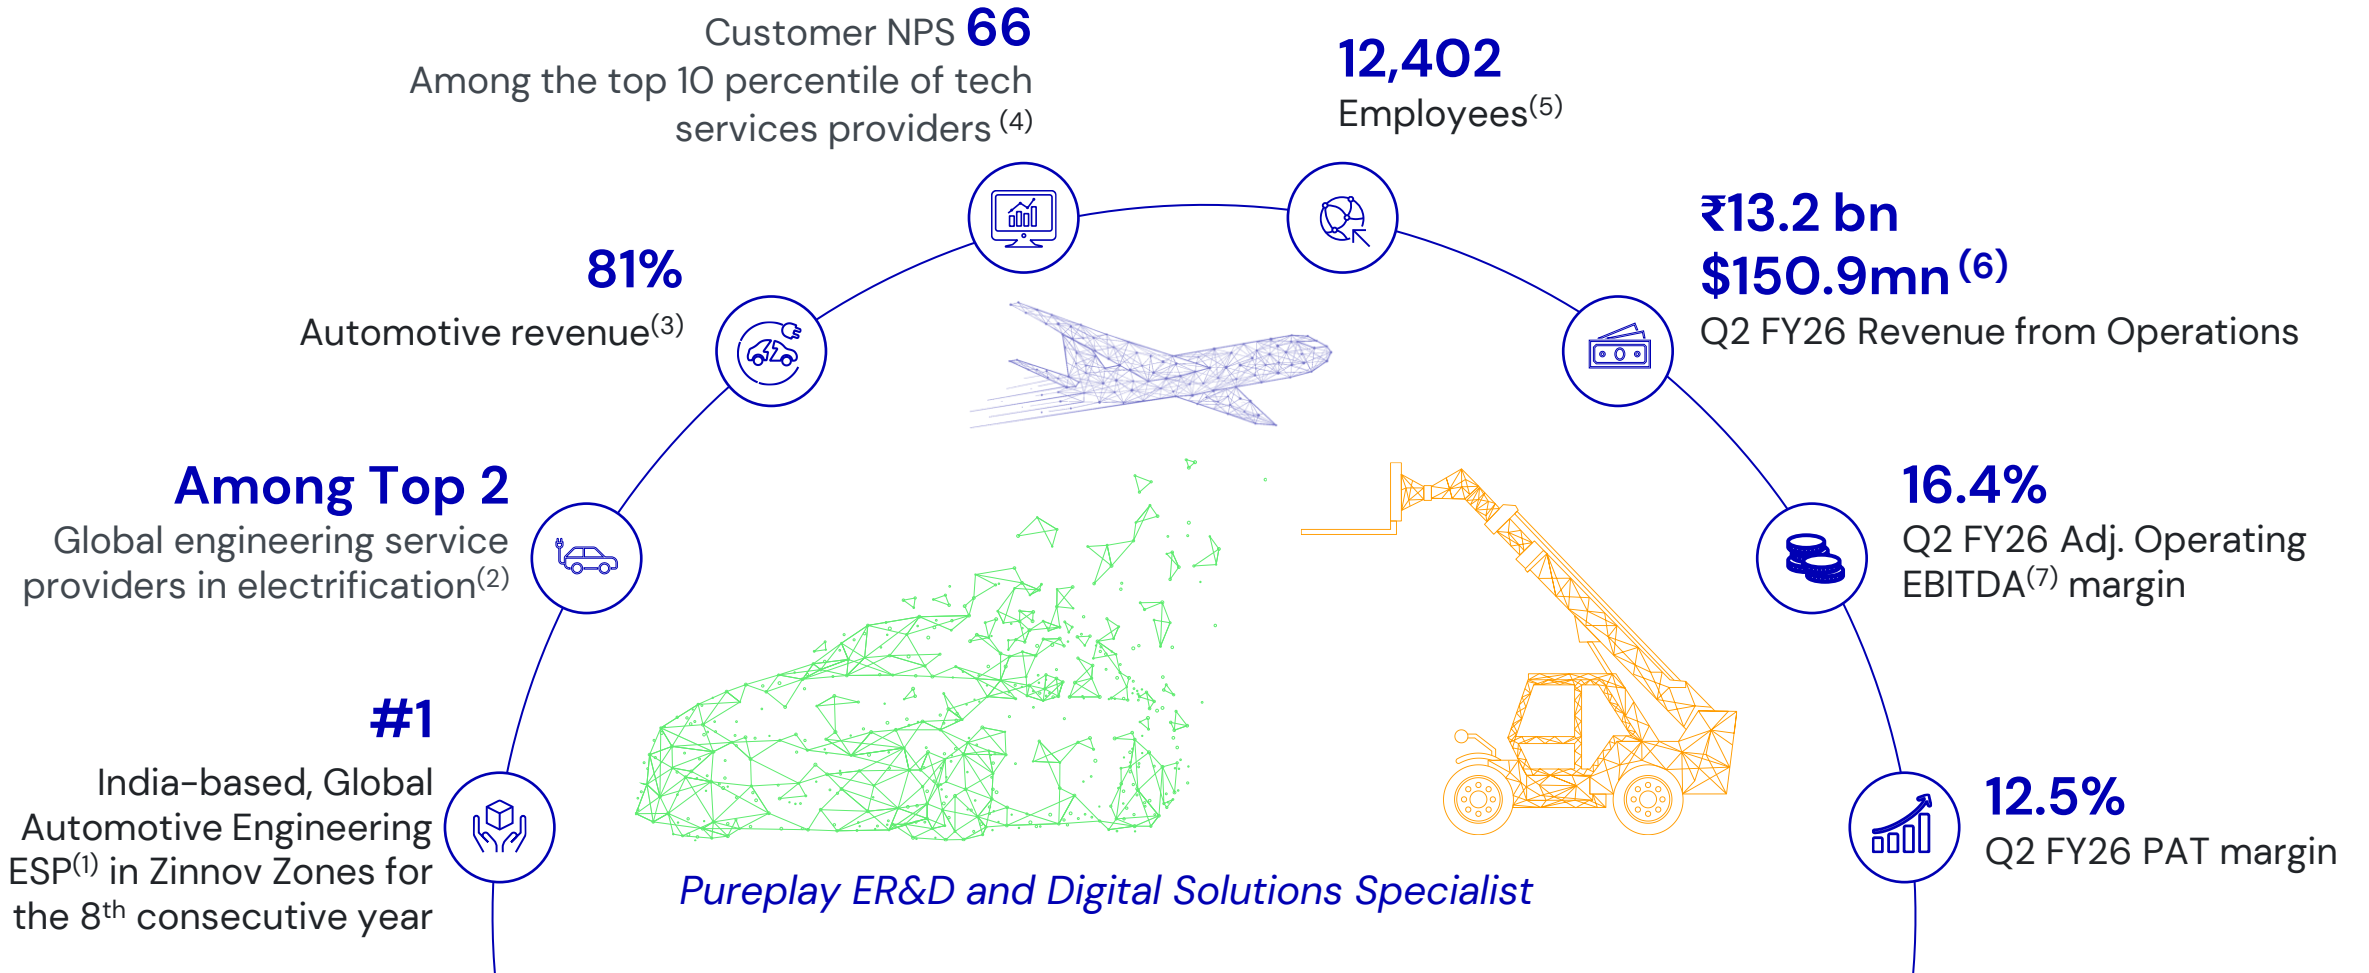 Customer NPS 66
Among the top 10 percentile of tech
services providers (4)
12,402
Employees(5)
81%
Automotive revenue(3)
₹13.2 bn
$150.9mn (6)
Q2 FY26 Revenue from Operations
Among Top 2
Global engineering service
providers in electrification(2)
16.4%
Q2 FY26 Adj. Operating
EBITDA(7) margin
#1
India-based, Global
Automotive Engineering
ESP(1) in Zinnov Zones for
the 8th consecutive year
12.5%
Q2 FY26 PAT margin
Pureplay ER&D and Digital Solutions Specialist